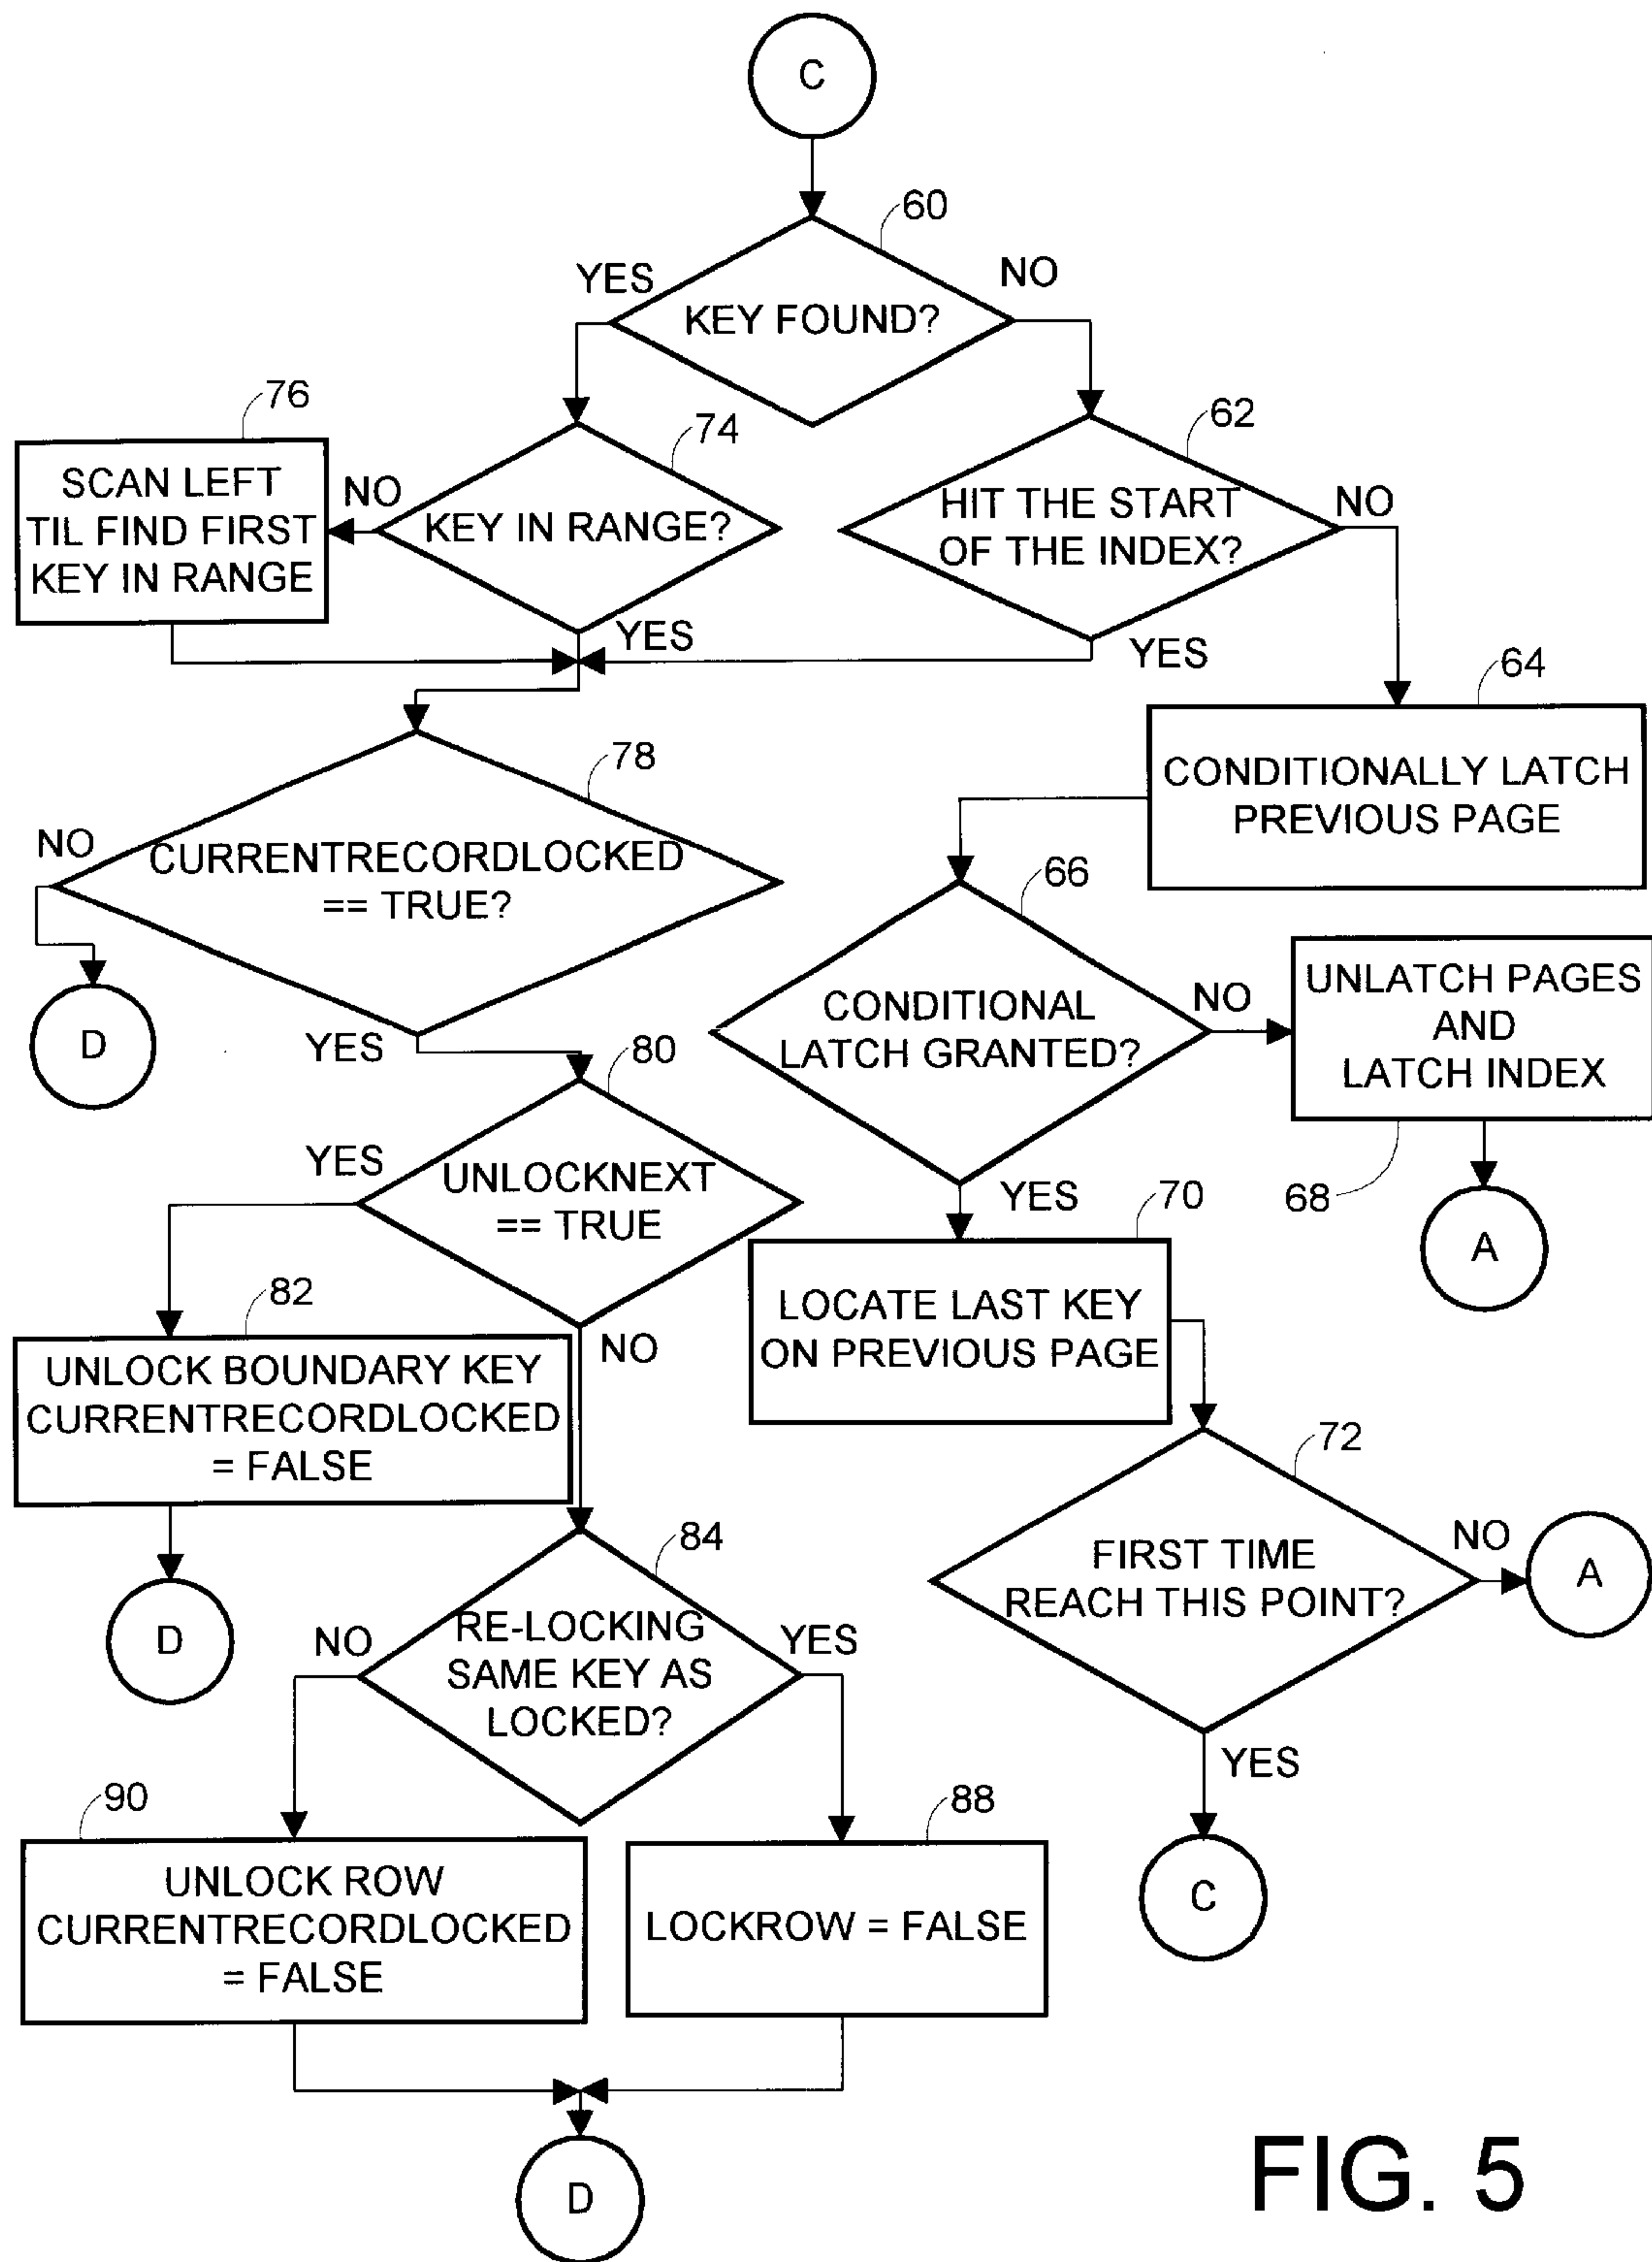 C
60
YES
NO
KEY FOUND?
76
74
62
SCAN LEFT
TIL FIND FIRST
KEY IN RANGE
NO
KEY IN RANGE?
HIT THE START
OF THE INDEX?
NO
YES
YES
64
78
CONDITIONALLY LATCH
PREVIOUS PAGE
NO
CURRENTRECORDLOCKED
== TRUE?
66
D
YES
CONDITIONAL
LATCH GRANTED?
NO
UNLATCH PAGES
AND
LATCH INDEX
80
YES
UNLOCKNEXT
== TRUE
YES
70
68
A
82
NO
LOCATE LAST KEY
ON PREVIOUS PAGE
UNLOCK BOUNDARY KEY
CURRENTRECORDLOCKED
= FALSE
72
84
FIRST TIME
REACH THIS POINT?
NO
A
D
NO
RE-LOCKING
SAME KEY AS
LOCKED?
YES
YES
90
88
UNLOCK ROW
CURRENTRECORDLOCKED
= FALSE
LOCKROW = FALSE
C
D
FIG. 5